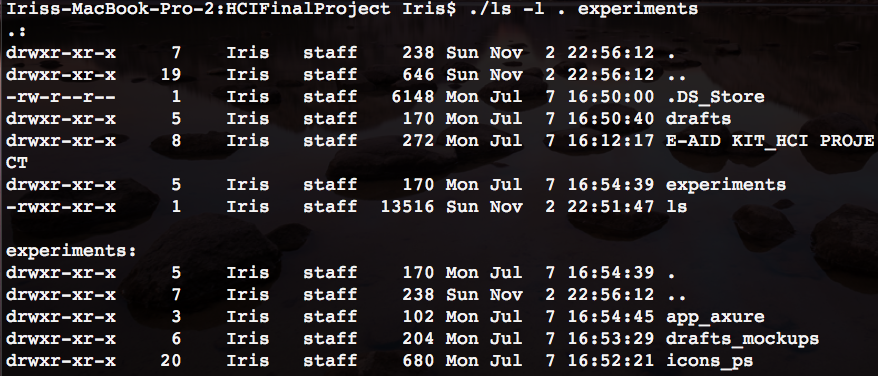 Iriss-MacBook-Pro-2:HCIFinalProject Iris$ ./ls -l . experiments
.:
drwxr-xr-x     7    Iris   staff    238 Sun Nov  2 22:56:12 .
drwxr-xr-x    19    Iris   staff    646 Sun Nov  2 22:56:12 ..
-rw-r--r--     1    Iris   staff   6148 Mon Jul  7 16:50:00 .DS_Store
drwxr-xr-x     5    Iris   staff    170 Mon Jul  7 16:50:40 drafts
drwxr-xr-x     8    Iris   staff    272 Mon Jul  7 16:12:17 E-AID KIT_HCI PROJE
CT
drwxr-xr-x     5    Iris   staff    170 Mon Jul  7 16:54:39 experiments
-rwxr-xr-x     1    Iris   staff  13516 Sun Nov  2 22:51:47 ls

experiments:
drwxr-xr-x     5    Iris   staff    170 Mon Jul  7 16:54:39 .
drwxr-xr-x     7    Iris   staff    238 Sun Nov  2 22:56:12 ..
drwxr-xr-x     3    Iris   staff    102 Mon Jul  7 16:54:45 app_axure
drwxr-xr-x     6    Iris   staff    204 Mon Jul  7 16:53:29 drafts_mockups
drwxr-xr-x    20    Iris   staff    680 Mon Jul  7 16:52:21 icons_ps